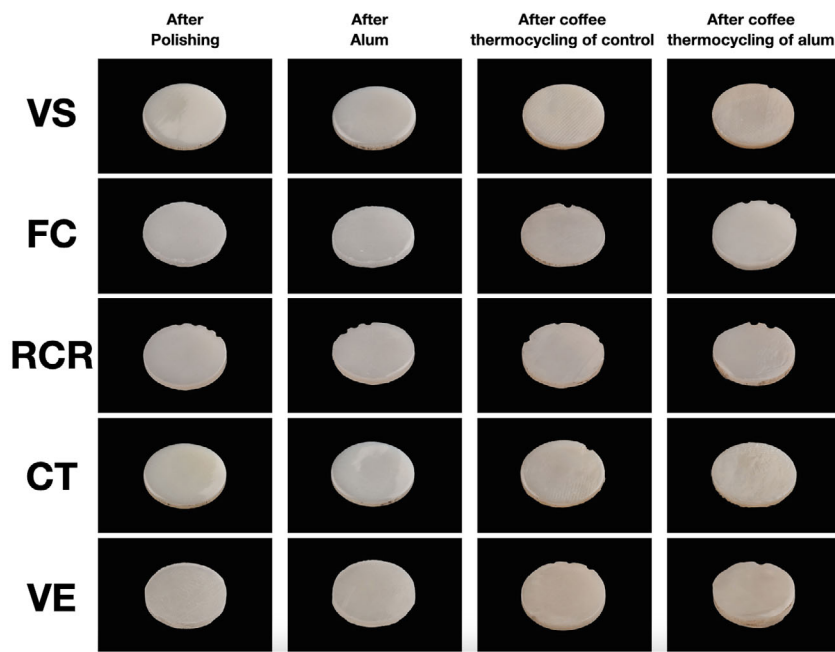 After
Polishing
After
Alum
After coffee
thermocycling of control
After coffee
thermocycling of alum
VS
FC
RCR
CT
VE